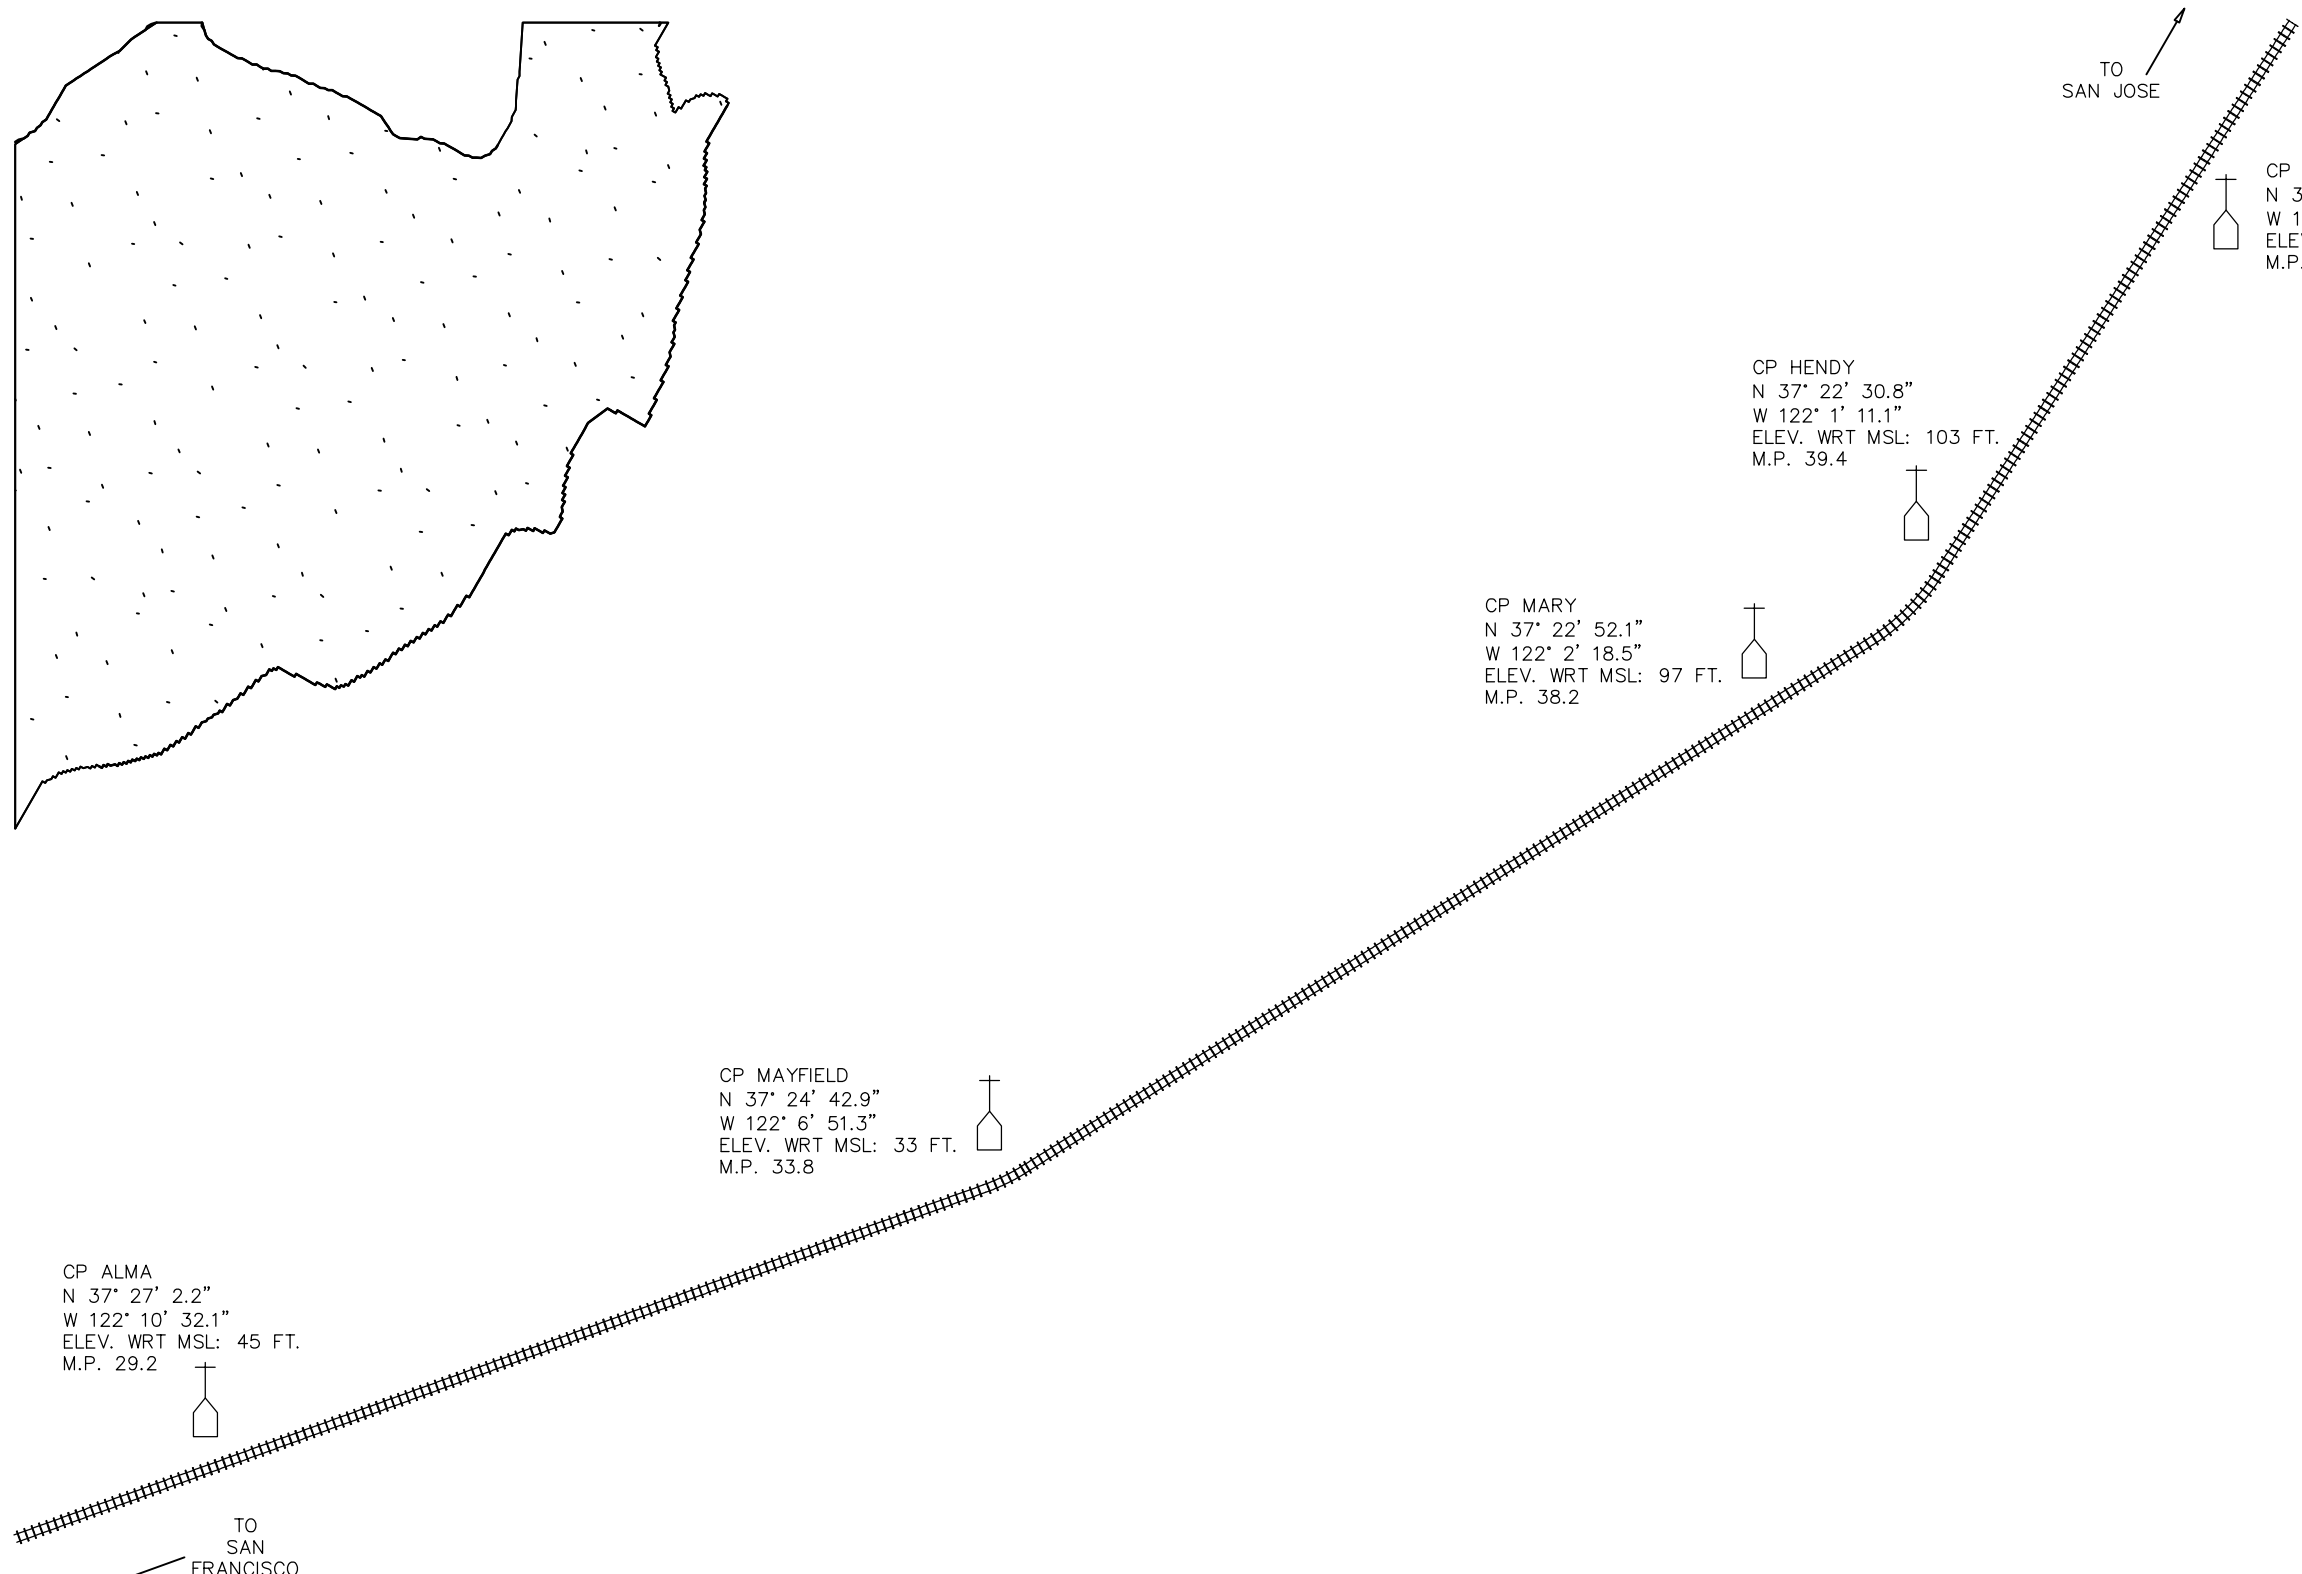 TO
SAN JOSE
CP
N 3
W 1
ELE
M.P.
CP HENDY
N 37° 22' 30.8"
W 122° 1' 11.1"
ELEV. WRT MSL: 103 FT.
M.P. 39.4
CP MARY
N 37° 22' 52.1"
W 122° 2' 18.5"
ELEV. WRT MSL: 97 FT.
M.P. 38.2
CP MAYFIELD
N 37° 24' 42.9"
W 122° 6' 51.3"
ELEV. WRT MSL: 33 FT.
M.P. 33.8
CP ALMA
N 37° 27' 2.2"
W 122° 10' 32.1"
ELEV. WRT MSL: 45 FT.
M.P. 29.2
TO
SAN
FRANCISCO